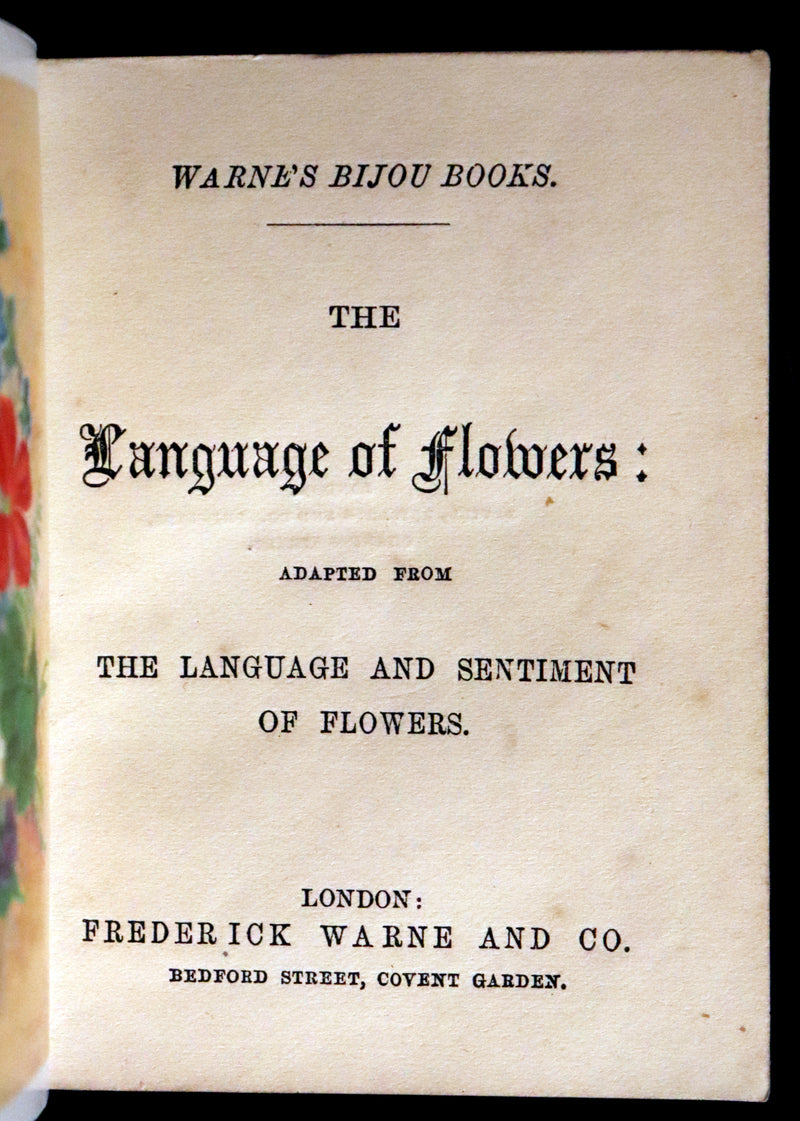 WARNE'S BIJOU BOOKS.
THE
Language of Flowers:
ADAPTED FROM
THE LANGUAGE AND SENTIMENT
OF FLOWERS.
LONDON:
FREDERICK WARNE AND CO.
BEDFORD STREET, COVENT GARDEN.